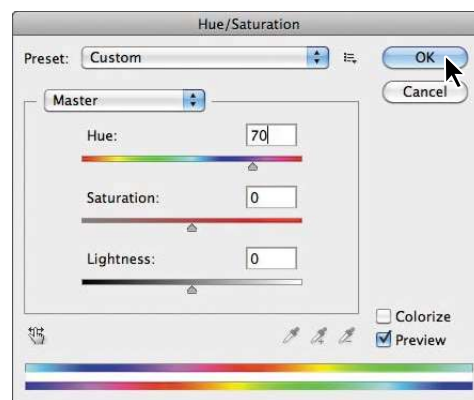 Hue/Saturation
Preset: Custom
OK
Cancel
Master
Hue: 70
Saturation: 0
Lightness: 0
Colorize
Preview